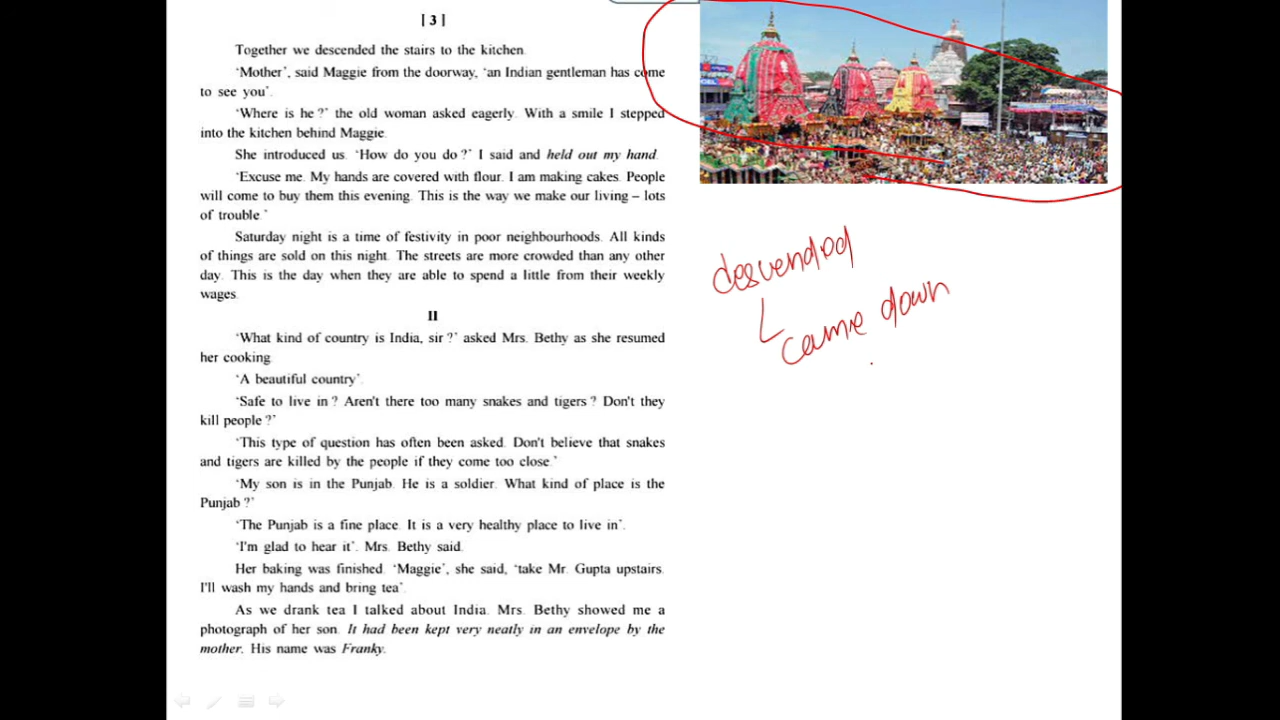 [ 3 ]
Together we descended the stairs to the kitchen.
‘Mother’, said Maggie from the doorway, ‘an Indian gentleman has come
to see you’.
‘Where is he ?’ the old woman asked eagerly. With a smile I stepped
into the kitchen behind Maggie.
She introduced us. ‘How do you do ?’ I said and held out my hand.
‘Excuse me. My hands are covered with flour. I am making cakes. People
will come to buy them this evening. This is the way we make our living – lots
of trouble.’
Saturday night is a time of festivity in poor neighbourhoods. All kinds
of things are sold on this night. The streets are more crowded than any other
day. This is the day when they are able to spend a little from their weekly
wages.
II
‘What kind of country is India, sir ?’ asked Mrs. Bethy as she resumed
her cooking.
‘A beautiful country’.
‘Safe to live in ? Aren't there too many snakes and tigers ? Don't they
kill people ?’
‘This type of question has often been asked. Don't believe that snakes
and tigers are killed by the people if they come too close.’
‘My son is in the Punjab. He is a soldier. What kind of place is the
Punjab ?’
‘The Punjab is a fine place. It is a very healthy place to live in’.
‘I'm glad to hear it’. Mrs. Bethy said.
Her baking was finished. ‘Maggie’, she said, ‘take Mr. Gupta upstairs.
I'll wash my hands and bring tea’.
As we drank tea I talked about India. Mrs. Bethy showed me a
photograph of her son. It had been kept very neatly in an envelope by the
mother. His name was Franky.
descended
came down